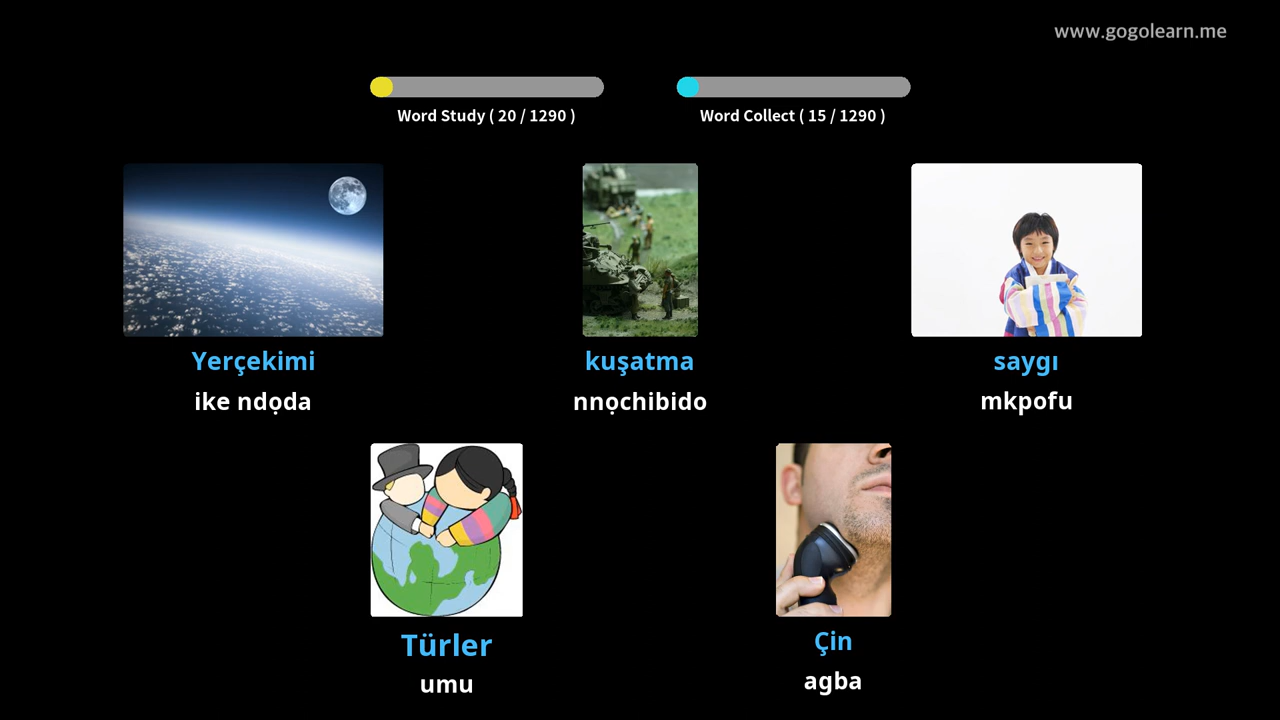 www.gogolearn.me
Word Study ( 20 / 1290 )
Word Collect ( 15 / 1290 )
Yerçekimi
ike ndọda
kuşatma
nnọchibido
saygı
mkpofu
Türler
umu
Çin
agba